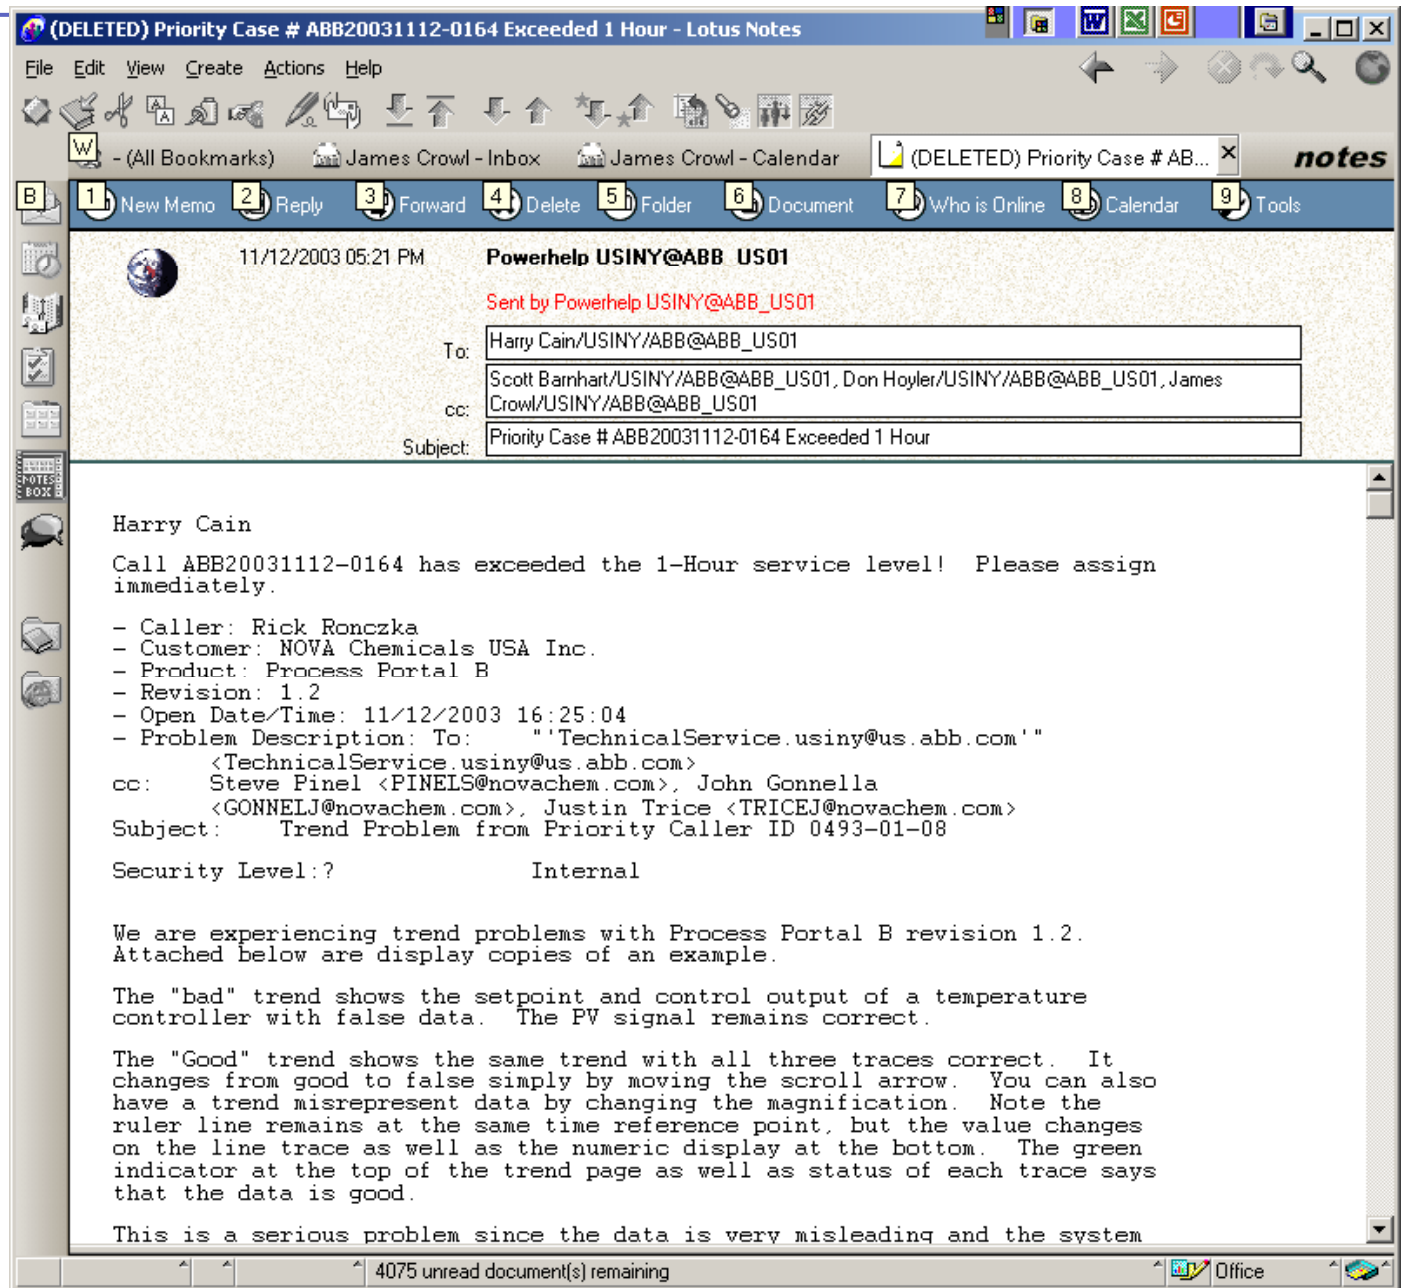 (DELETED) Priority Case # ABB20031112-0164 Exceeded 1 Hour - Lotus Notes
File Edit View Create Actions Help
W - (All Bookmarks) James Crowl - Inbox James Crowl - Calendar (DELETED) Priority Case # AB... notes
B 1 New Memo 2 Reply 3 Forward 4 Delete 5 Folder 6 Document 7 Who is Online 8 Calendar 9 Tools
11/12/2003 05:21 PM Powerhelp USINY@ABB_US01
Sent by Powerhelp USINY@ABB_US01
To: Harry Cain/USINY/ABB@ABB_US01
Scott Barnhart/USINY/ABB@ABB_US01, Don Hoyler/USINY/ABB@ABB_US01, James
cc: Crowl/USINY/ABB@ABB_US01
Subject: Priority Case # ABB20031112-0164 Exceeded 1 Hour
NOTES
BOX
Harry Cain
Call ABB20031112-0164 has exceeded the 1-Hour service level!  Please assign
immediately.
- Caller: Rick Ronczka
- Customer: NOVA Chemicals USA Inc.
- Product: Process Portal B
- Revision: 1.2
- Open Date/Time: 11/12/2003 16:25:04
- Problem Description: To: "'TechnicalService.usiny@us.abb.com'"
<TechnicalService.usiny@us.abb.com>
cc: Steve Pinel <PINELS@novachem.com>, John Gonnella
<GONNELJ@novachem.com>, Justin Trice <TRICEJ@novachem.com>
Subject: Trend Problem from Priority Caller ID 0493-01-08
Security Level:? Internal
We are experiencing trend problems with Process Portal B revision 1.2.
Attached below are display copies of an example.
The "bad" trend shows the setpoint and control output of a temperature
controller with false data.  The PV signal remains correct.
The "Good" trend shows the same trend with all three traces correct.  It
changes from good to false simply by moving the scroll arrow.  You can also
have a trend misrepresent data by changing the magnification.  Note the
ruler line remains at the same time reference point, but the value changes
on the line trace as well as the numeric display at the bottom.  The green
indicator at the top of the trend page as well as status of each trace says
that the data is good.
This is a serious problem since the data is very misleading and the system
4075 unread document(s) remaining Office